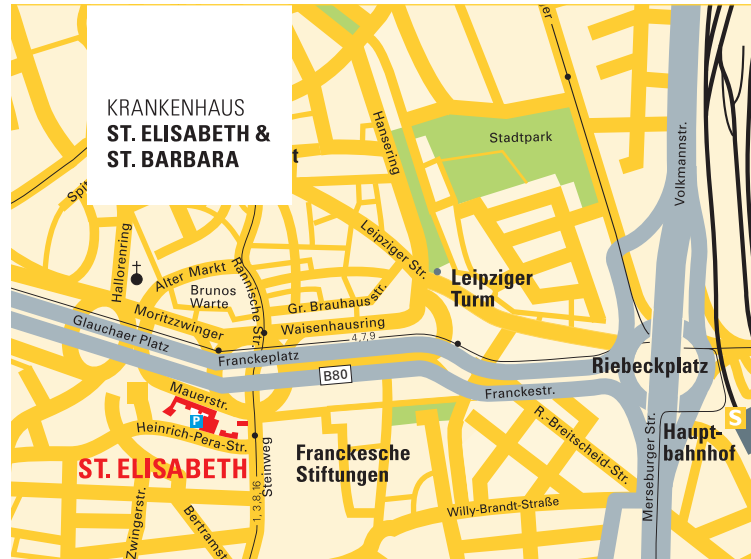 KRANKENHAUS
ST. ELISABETH &
ST. BARBARA
Hansering
Stadtpark
Volkmannstr.
Leipziger Str.
Leipziger
Turm
Hallorenring
Alter Markt
Brunos
Warte
Rannische Str.
Gr. Brauhausstr.
Moritzzwinger
Waisenhausring
Glauchaer Platz
Franckeplatz
4,7,9
B80
Riebeckplatz
Franckestr.
Mauerstr.
P
Heinrich-Pera-Str.
ST. ELISABETH
Steinweg
1, 3,8,16
Franckesche
Stiftungen
R.-Breitscheid-Str.
Merseburger Str.
S
Haupt-
bahnhof
Willy-Brandt-Straße
Zwingerstr.